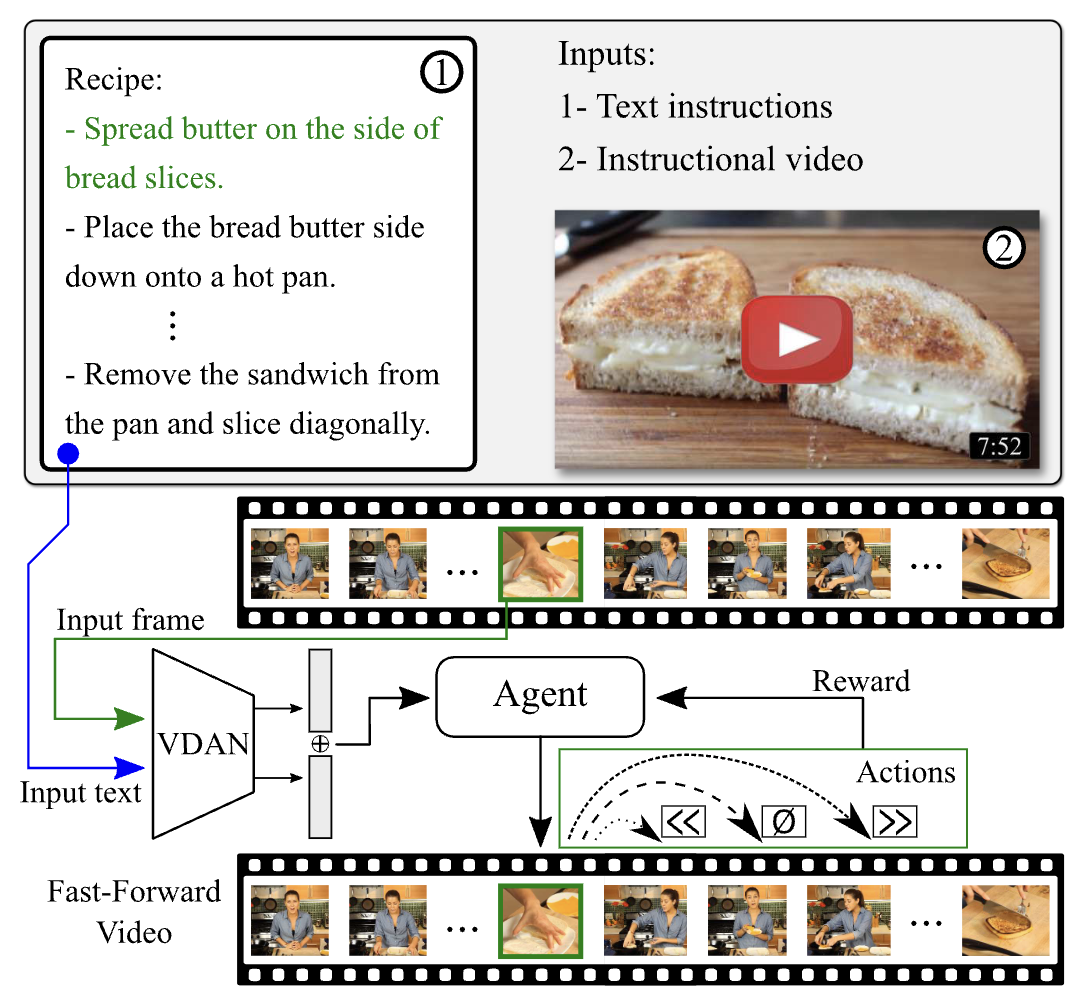 Recipe:
①
- Spread butter on the side of
bread slices.
- Place the bread butter side
down onto a hot pan.
⋮
- Remove the sandwich from
the pan and slice diagonally.
Inputs:
1- Text instructions
2- Instructional video
②
7:52
...
...
Input frame
Input text
VDAN
⊕
Agent
Reward
Actions
<<
Ø
>>
Fast-Forward
Video
...
...